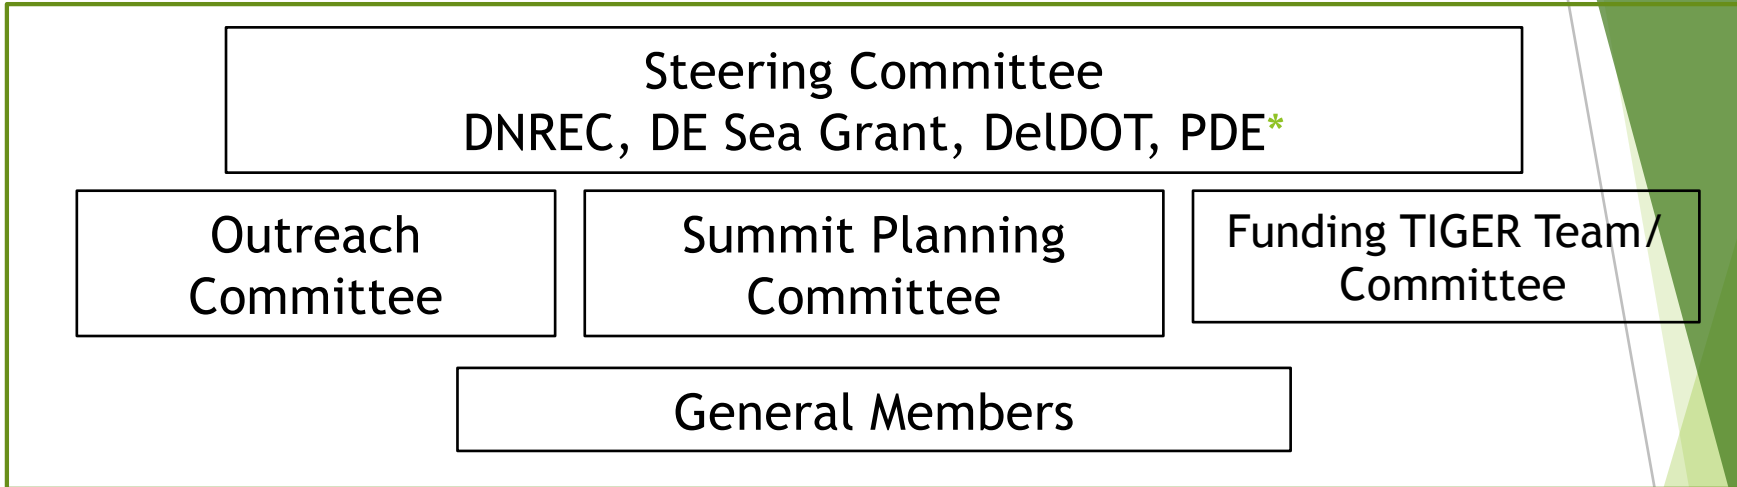 Steering Committee
DNREC, DE Sea Grant, DelDOT, PDE*
Outreach
Committee
Summit Planning
Committee
Funding TIGER Team/
Committee
General Members